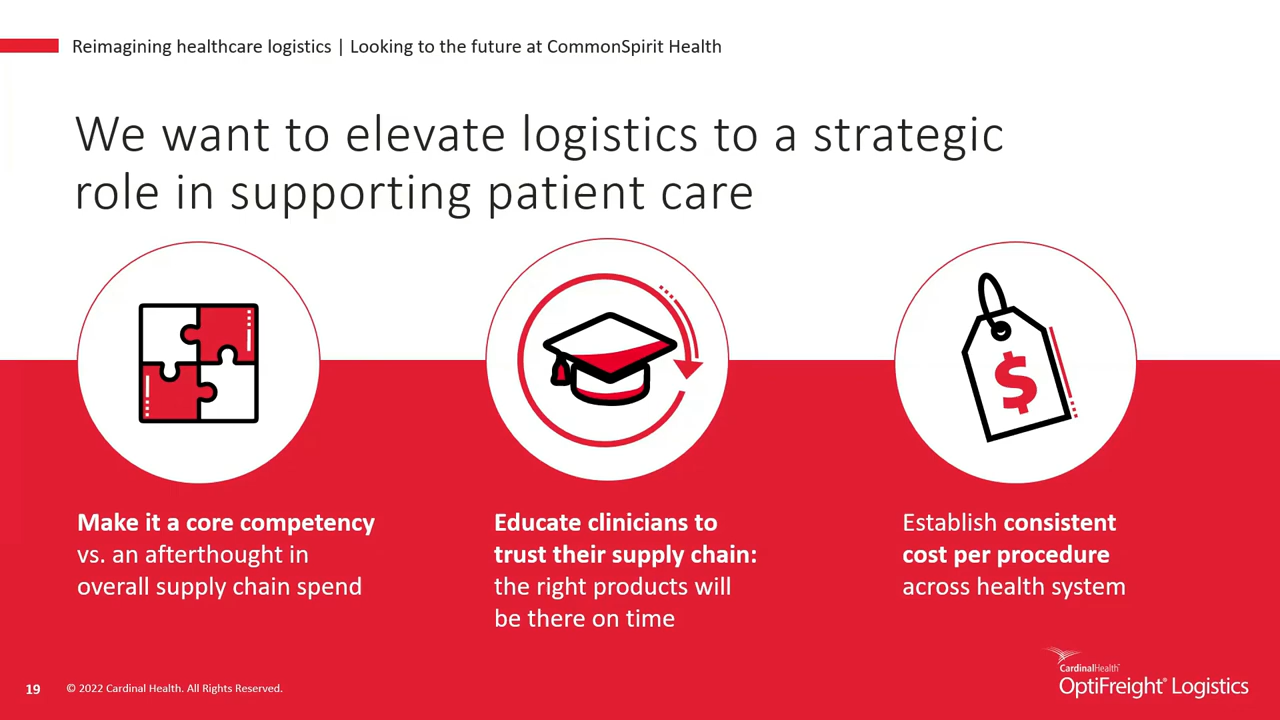 Reimagining healthcare logistics | Looking to the future at CommonSpirit Health
We want to elevate logistics to a strategic
role in supporting patient care
$
Make it a core competency
vs. an afterthought in
overall supply chain spend
Educate clinicians to
trust their supply chain:
the right products will
be there on time
Establish consistent
cost per procedure
across health system
19
© 2022 Cardinal Health. All Rights Reserved.
CardinalHealth™
OptiFreight® Logistics